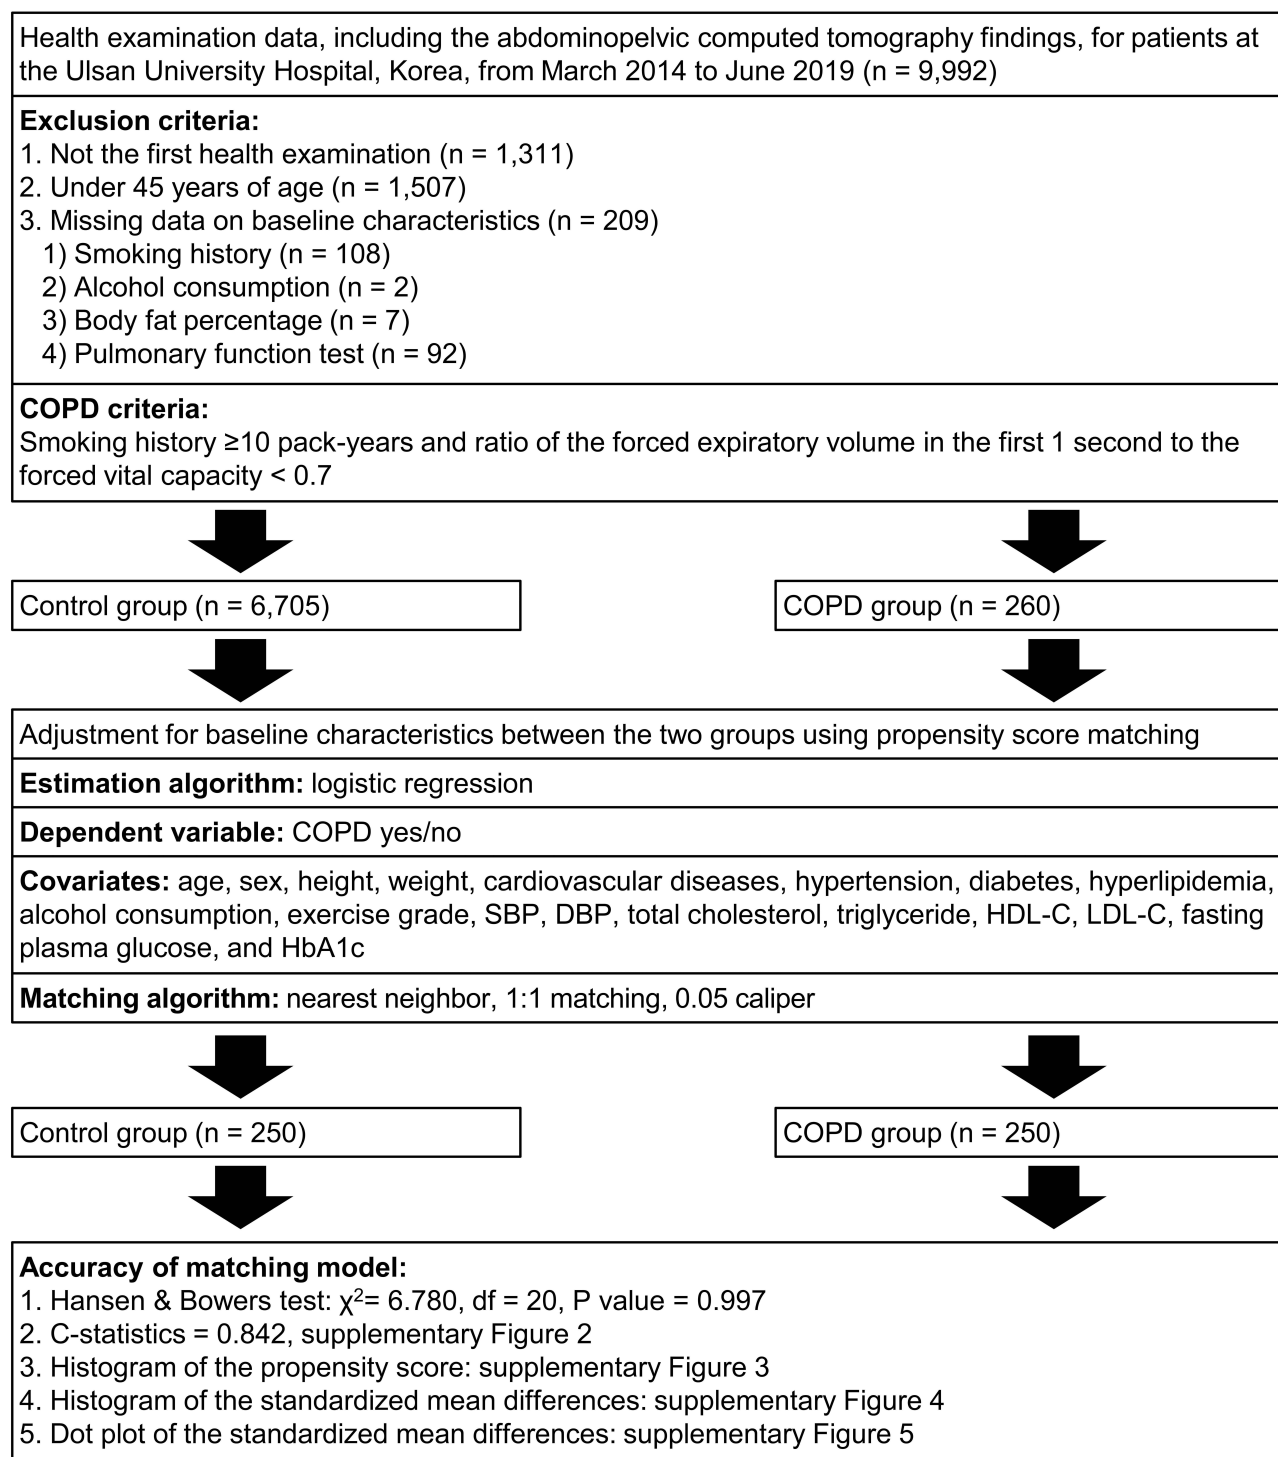 Health examination data, including the abdominopelvic computed tomography findings, for patients at
the Ulsan University Hospital, Korea, from March 2014 to June 2019 (n = 9,992)
Exclusion criteria:
1. Not the first health examination (n = 1,311)
2. Under 45 years of age (n = 1,507)
3. Missing data on baseline characteristics (n = 209)
1) Smoking history (n = 108)
2) Alcohol consumption (n = 2)
3) Body fat percentage (n = 7)
4) Pulmonary function test (n = 92)
COPD criteria:
Smoking history ≥10 pack-years and ratio of the forced expiratory volume in the first 1 second to the
forced vital capacity < 0.7
Control group (n = 6,705)
COPD group (n = 260)
Adjustment for baseline characteristics between the two groups using propensity score matching
Estimation algorithm: logistic regression
Dependent variable: COPD yes/no
Covariates: age, sex, height, weight, cardiovascular diseases, hypertension, diabetes, hyperlipidemia,
alcohol consumption, exercise grade, SBP, DBP, total cholesterol, triglyceride, HDL-C, LDL-C, fasting
plasma glucose, and HbA1c
Matching algorithm: nearest neighbor, 1:1 matching, 0.05 caliper
Control group (n = 250)
COPD group (n = 250)
Accuracy of matching model:
1. Hansen & Bowers test: χ²= 6.780, df = 20, P value = 0.997
2. C-statistics = 0.842, supplementary Figure 2
3. Histogram of the propensity score: supplementary Figure 3
4. Histogram of the standardized mean differences: supplementary Figure 4
5. Dot plot of the standardized mean differences: supplementary Figure 5